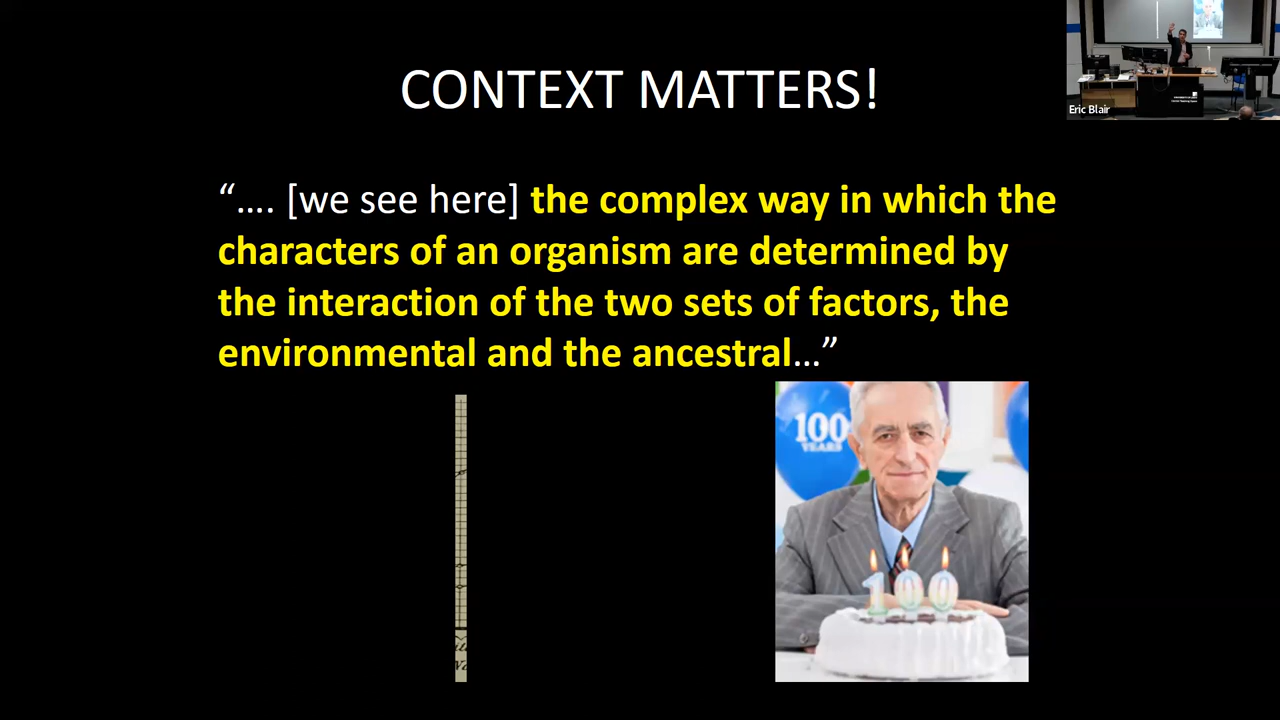 CONTEXT MATTERS!
Eric Blair
“…. [we see here] the complex way in which the
characters of an organism are determined by
the interaction of the two sets of factors, the
environmental and the ancestral…”
100
YEARS
100